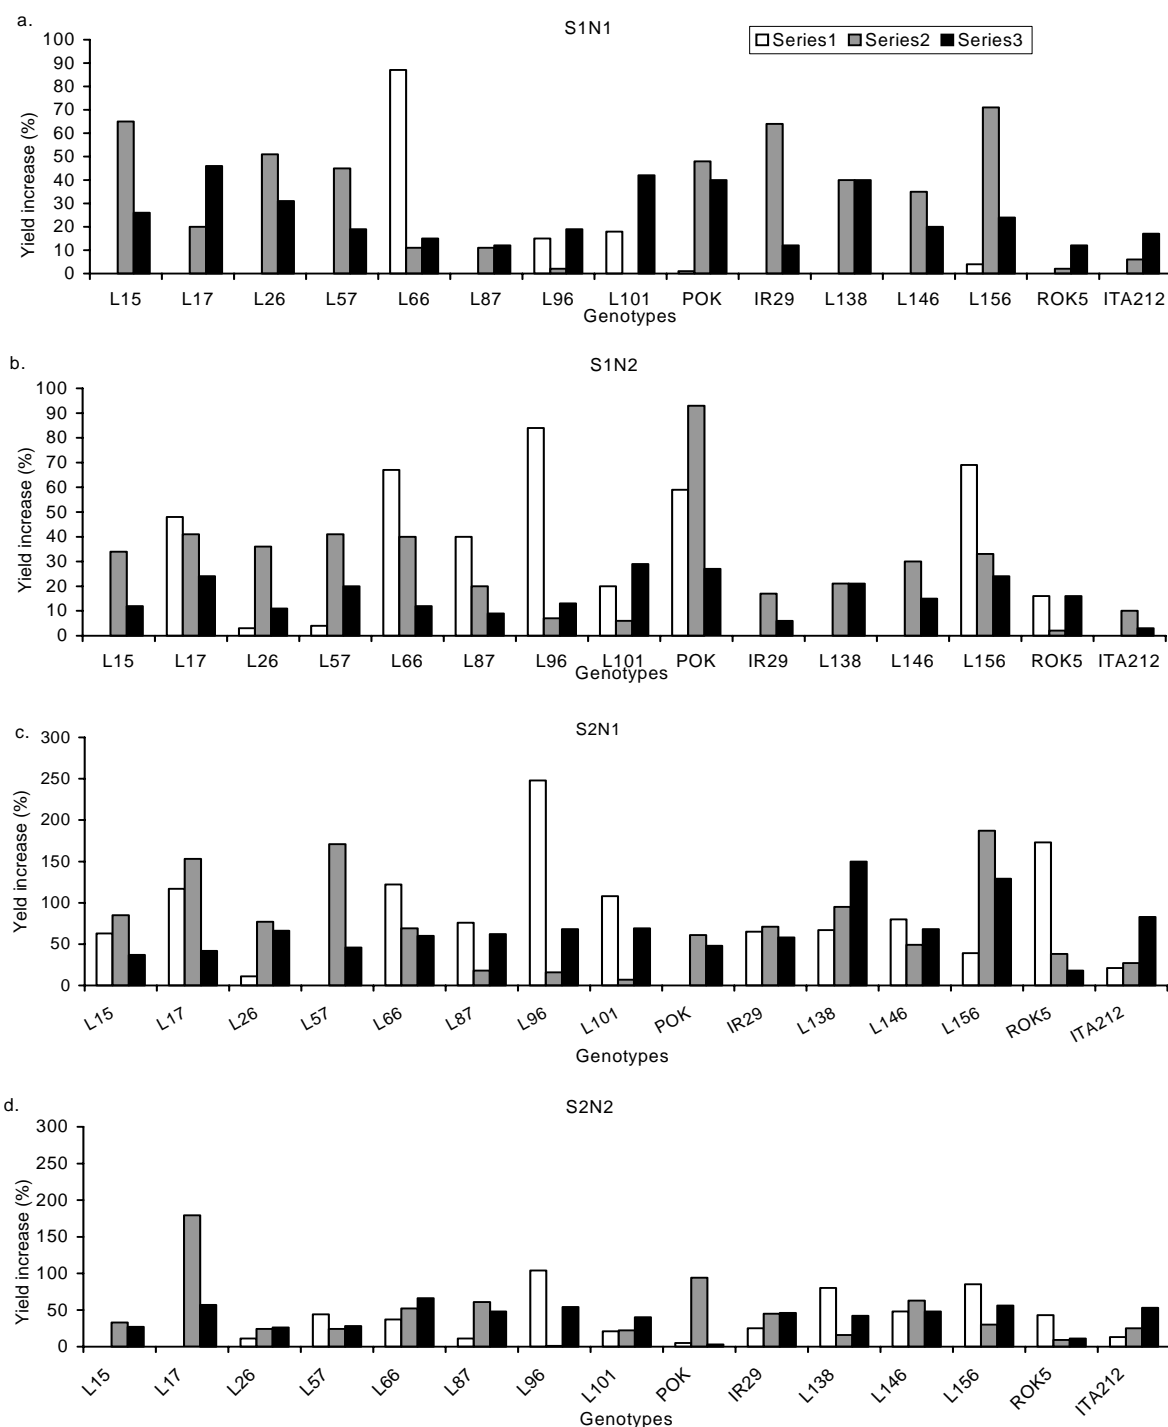 a.
S1N1
Series1 Series2 Series3
Yield increase (%)
100
90
80
70
60
50
40
30
20
10
0
L15 L17 L26 L57 L66 L87 L96 L101 POK IR29 L138 L146 L156 ROK5 ITA212
Genotypes
b.
S1N2
Yield increase (%)
100
90
80
70
60
50
40
30
20
10
0
L15 L17 L26 L57 L66 L87 L96 L101 POK IR29 L138 L146 L156 ROK5 ITA212
Genotypes
c.
S2N1
Yeld increase (%)
300
250
200
150
100
50
0
L15 L17 L26 L57 L66 L87 L96 L101 POK IR29 L138 L146 L156 ROK5 ITA212
Genotypes
d.
S2N2
Yield increase (%)
300
250
200
150
100
50
0
L15 L17 L26 L57 L66 L87 L96 L101 POK IR29 L138 L146 L156 ROK5 ITA212
Genotypes